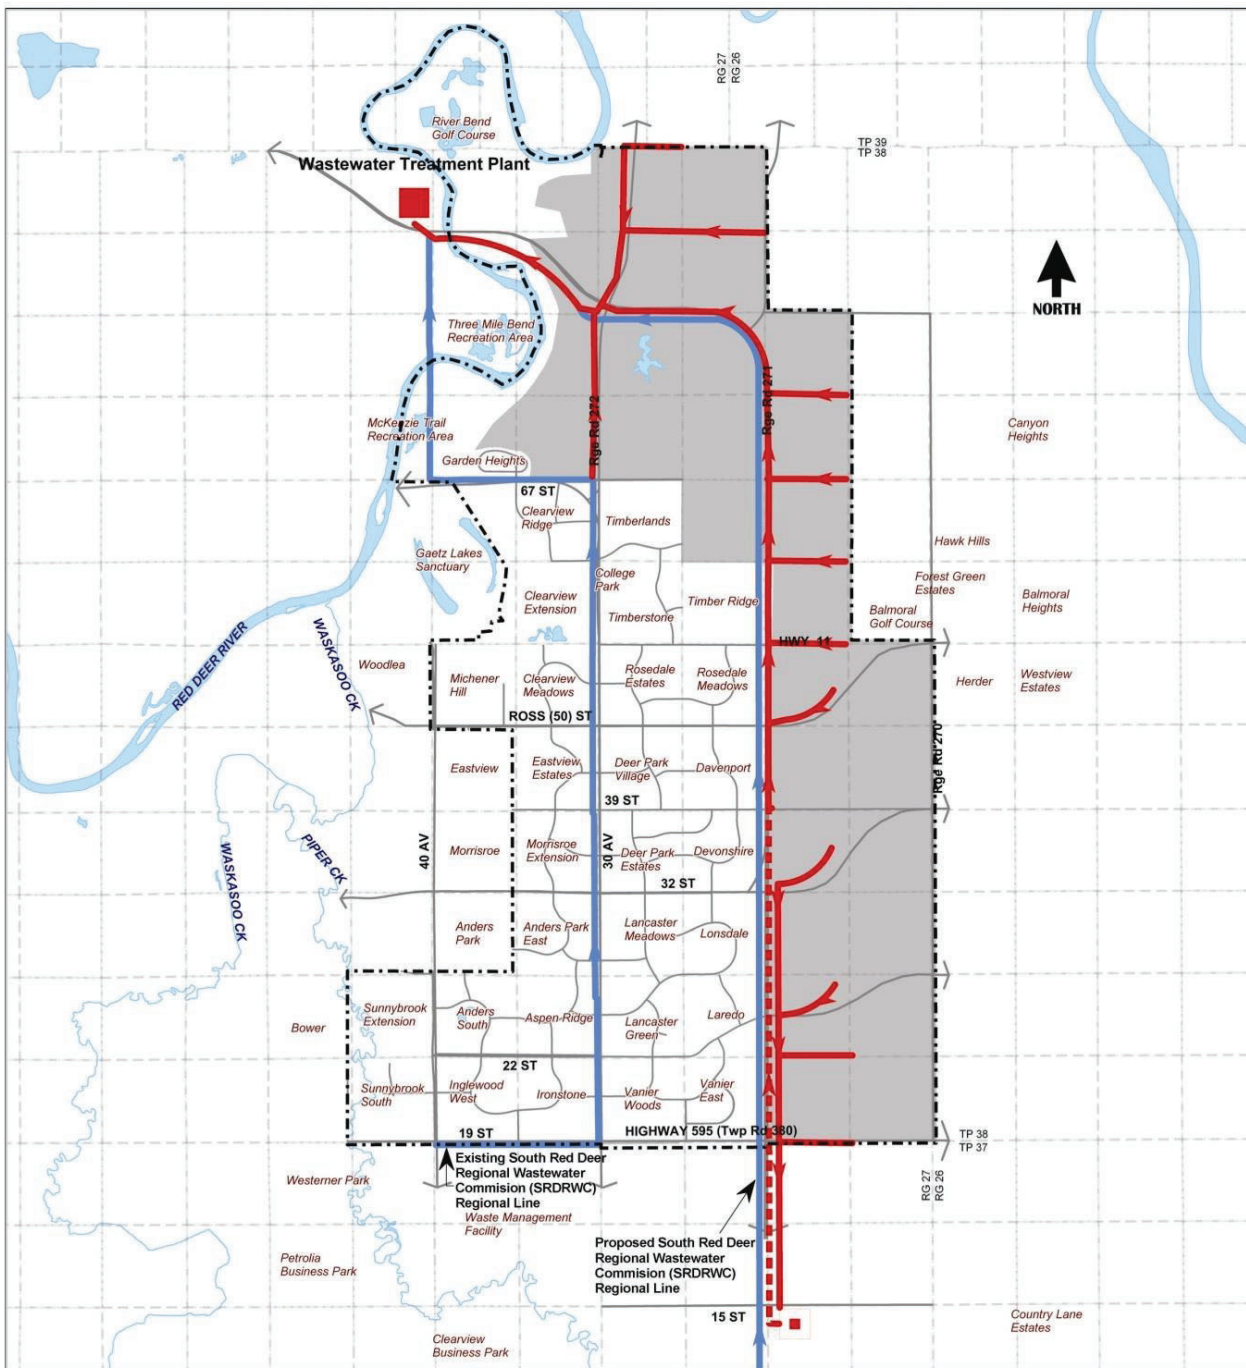 RG 27
RG 26
River Bend
Golf Course
TP 39
TP 38
Wastewater Treatment Plant
NORTH
Three Mile Bend
Recreation Area
Rge Rd 272
Rge Rd 271
McKenzie Trail
Recreation Area
Canyon
Heights
Garden Heights
67 ST
Clearview
Ridge
Timberlands
Gaetz Lakes
Sanctuary
Hawk Hills
College
Park
Forest Green
Estates
Clearview
Extension
Timber Ridge
Timberstone
Balmoral
Golf Course
Balmoral
Heights
RED DEER RIVER
WASKASOO CK
HWY 11
Woodlea
Michener
Hill
Clearview
Meadows
Rosedale
Estates
Rosedale
Meadows
Herder
Westview
Estates
ROSS (50) ST
Rge Rd 270
Eastview
Eastview
Estates
Deer Park
Village
Davenport
39 ST
WASKASOO CK
PIPER CK
40 AV
30 AV
Morrisroe
Morrisroe
Extension
Deer Park
Estates
Devonshire
32 ST
Anders
Park
Anders Park
East
Lancaster
Meadows
Lonsdale
Bower
Sunnybrook
Extension
Anders
South
Aspen Ridge
Lancaster
Green
Laredo
22 ST
Sunnybrook
South
Inglewood
West
Ironstone
Vanier
Woods
Vanier
East
19 ST
HIGHWAY 595 (Twp Rd 380)
TP 38
TP 37
Existing South Red Deer
Regional Wastewater
Commision (SRDRWC)
Regional Line
RG 27
RG 26
Westerner Park
Waste Management
Facility
Proposed South Red Deer
Regional Wastewater
Commision (SRDRWC)
Regional Line
Petrolia
Business Park
15 ST
Country Lane
Estates
Clearview
Business Park